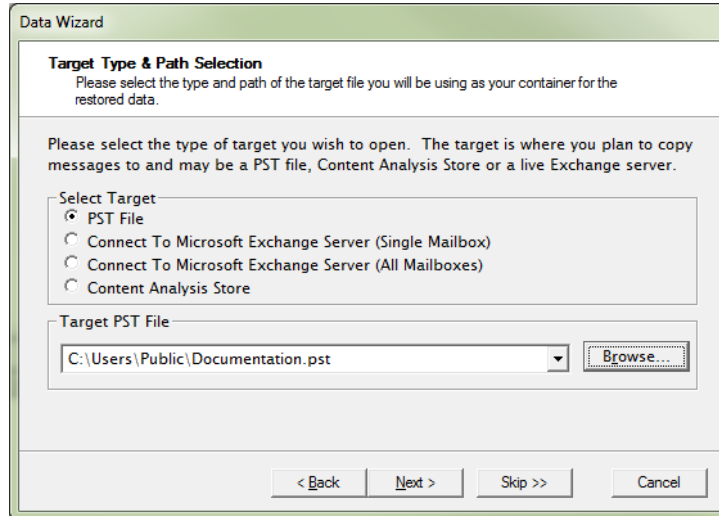 Data Wizard
Target Type & Path Selection
Please select the type and path of the target file you will be using as your container for the
restored data.
Please select the type of target you wish to open.  The target is where you plan to copy
messages to and may be a PST file, Content Analysis Store or a live Exchange server.
Select Target
PST File
Connect To Microsoft Exchange Server (Single Mailbox)
Connect To Microsoft Exchange Server (All Mailboxes)
Content Analysis Store
Target PST File
C:\Users\Public\Documentation.pst Browse...
< Back Next > Skip >> Cancel